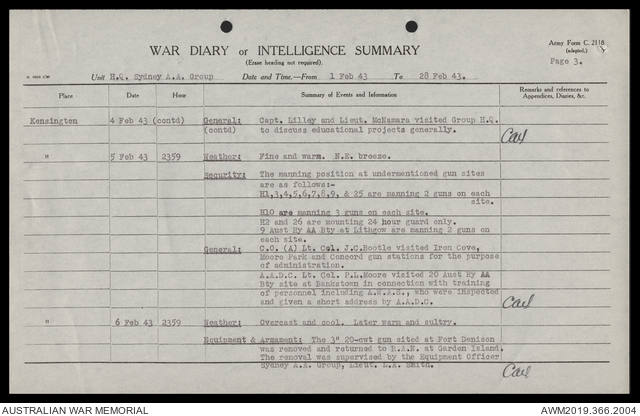 Army Form C. 2118
(adapted.)
WAR DIARY or INTELLIGENCE SUMMARY
(Erase heading not required).
Page 3.
Unit H.Q. Sydney A.A. Group Date and Time.—From 1 Feb 43 To 28 Feb 43.
Place Date Hour Summary of Events and Information Remarks and references to Appendices, Diaries, &c.
Kensington 4 Feb 43 (contd) General: Capt. Lilley and Lieut. McNamara visited Group H.Q.
(contd) to discuss educational projects generally.
" 5 Feb 43 2359 Weather: Fine and warm. N.E. breeze.
Security: The manning position at undermentioned gun sites
are as follows:-
H1,3,4,5,6,7,8,9, & 25 are manning 2 guns on each
site.
H10 are manning 3 guns on each site.
H2 and 26 are mounting 24 hour guard only.
9 Aust Hy AA Bty at Lithgow are manning 2 guns on
each site.
General: C.O. (A) Lt. Col. J.C.Bootle visited Iron Cove,
Moore Park and Concord gun stations for the purpose
of administration.
A.A.D.C. Lt. Col. P.L.Moore visited 20 Aust Hy AA
Bty site at Bankstown in connection with training
of personnel including A.W.A.S., who were inspected
and given a short address by A.A.D.C.
" 6 Feb 43 2359 Weather: Overcast and cool. Later warm and sultry.
Equipment & Armament: The 3" 20-cwt gun sited at Fort Denison
was removed and returned to R.A.N. at Garden Island.
The removal was supervised by the Equipment Officer
Sydney A.A. Group, Lieut. L.A. Smith.
AUSTRALIAN WAR MEMORIAL AWM2019.366.2004